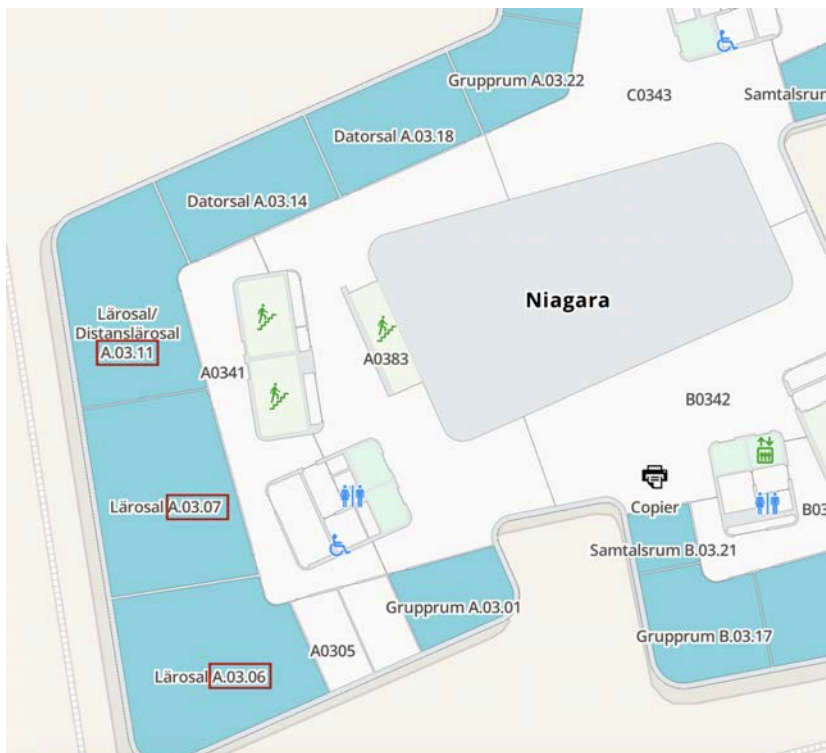 Grupprum A.03.22
C0343
Samtalsrum
Datorsal A.03.18
Datorsal A.03.14
Niagara
Lärosal/
Distanslärosal
A.03.11
A0341
A0383
B0342
Lärosal A.03.07
Copier
B03
Samtalsrum B.03.21
Grupprum A.03.01
Grupprum B.03.17
A0305
Lärosal A.03.06